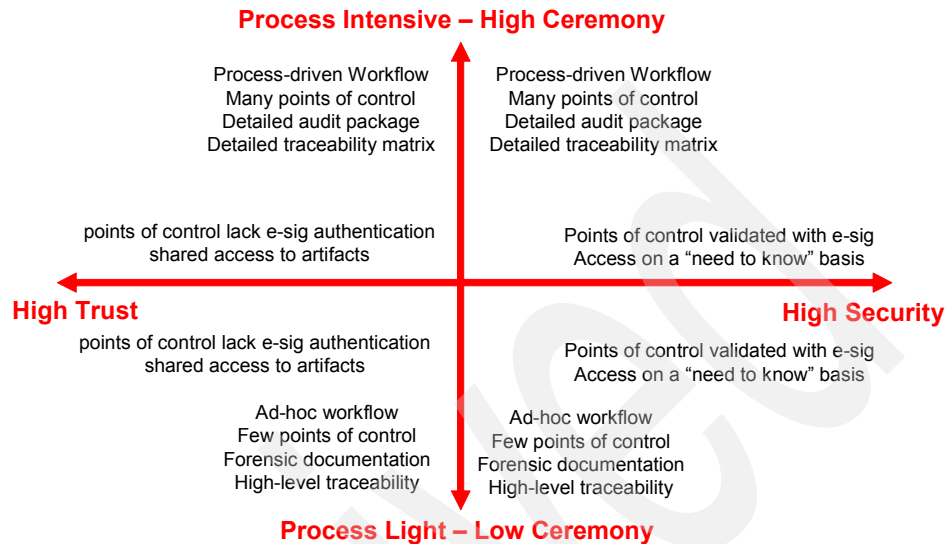 Process Intensive – High Ceremony
Process-driven Workflow
Many points of control
Detailed audit package
Detailed traceability matrix
Process-driven Workflow
Many points of control
Detailed audit package
Detailed traceability matrix
points of control lack e-sig authentication
shared access to artifacts
Points of control validated with e-sig
Access on a “need to know” basis
High Trust
High Security
points of control lack e-sig authentication
shared access to artifacts
Points of control validated with e-sig
Access on a “need to know” basis
Ad-hoc workflow
Few points of control
Forensic documentation
High-level traceability
Ad-hoc workflow
Few points of control
Forensic documentation
High-level traceability
Process Light – Low Ceremony